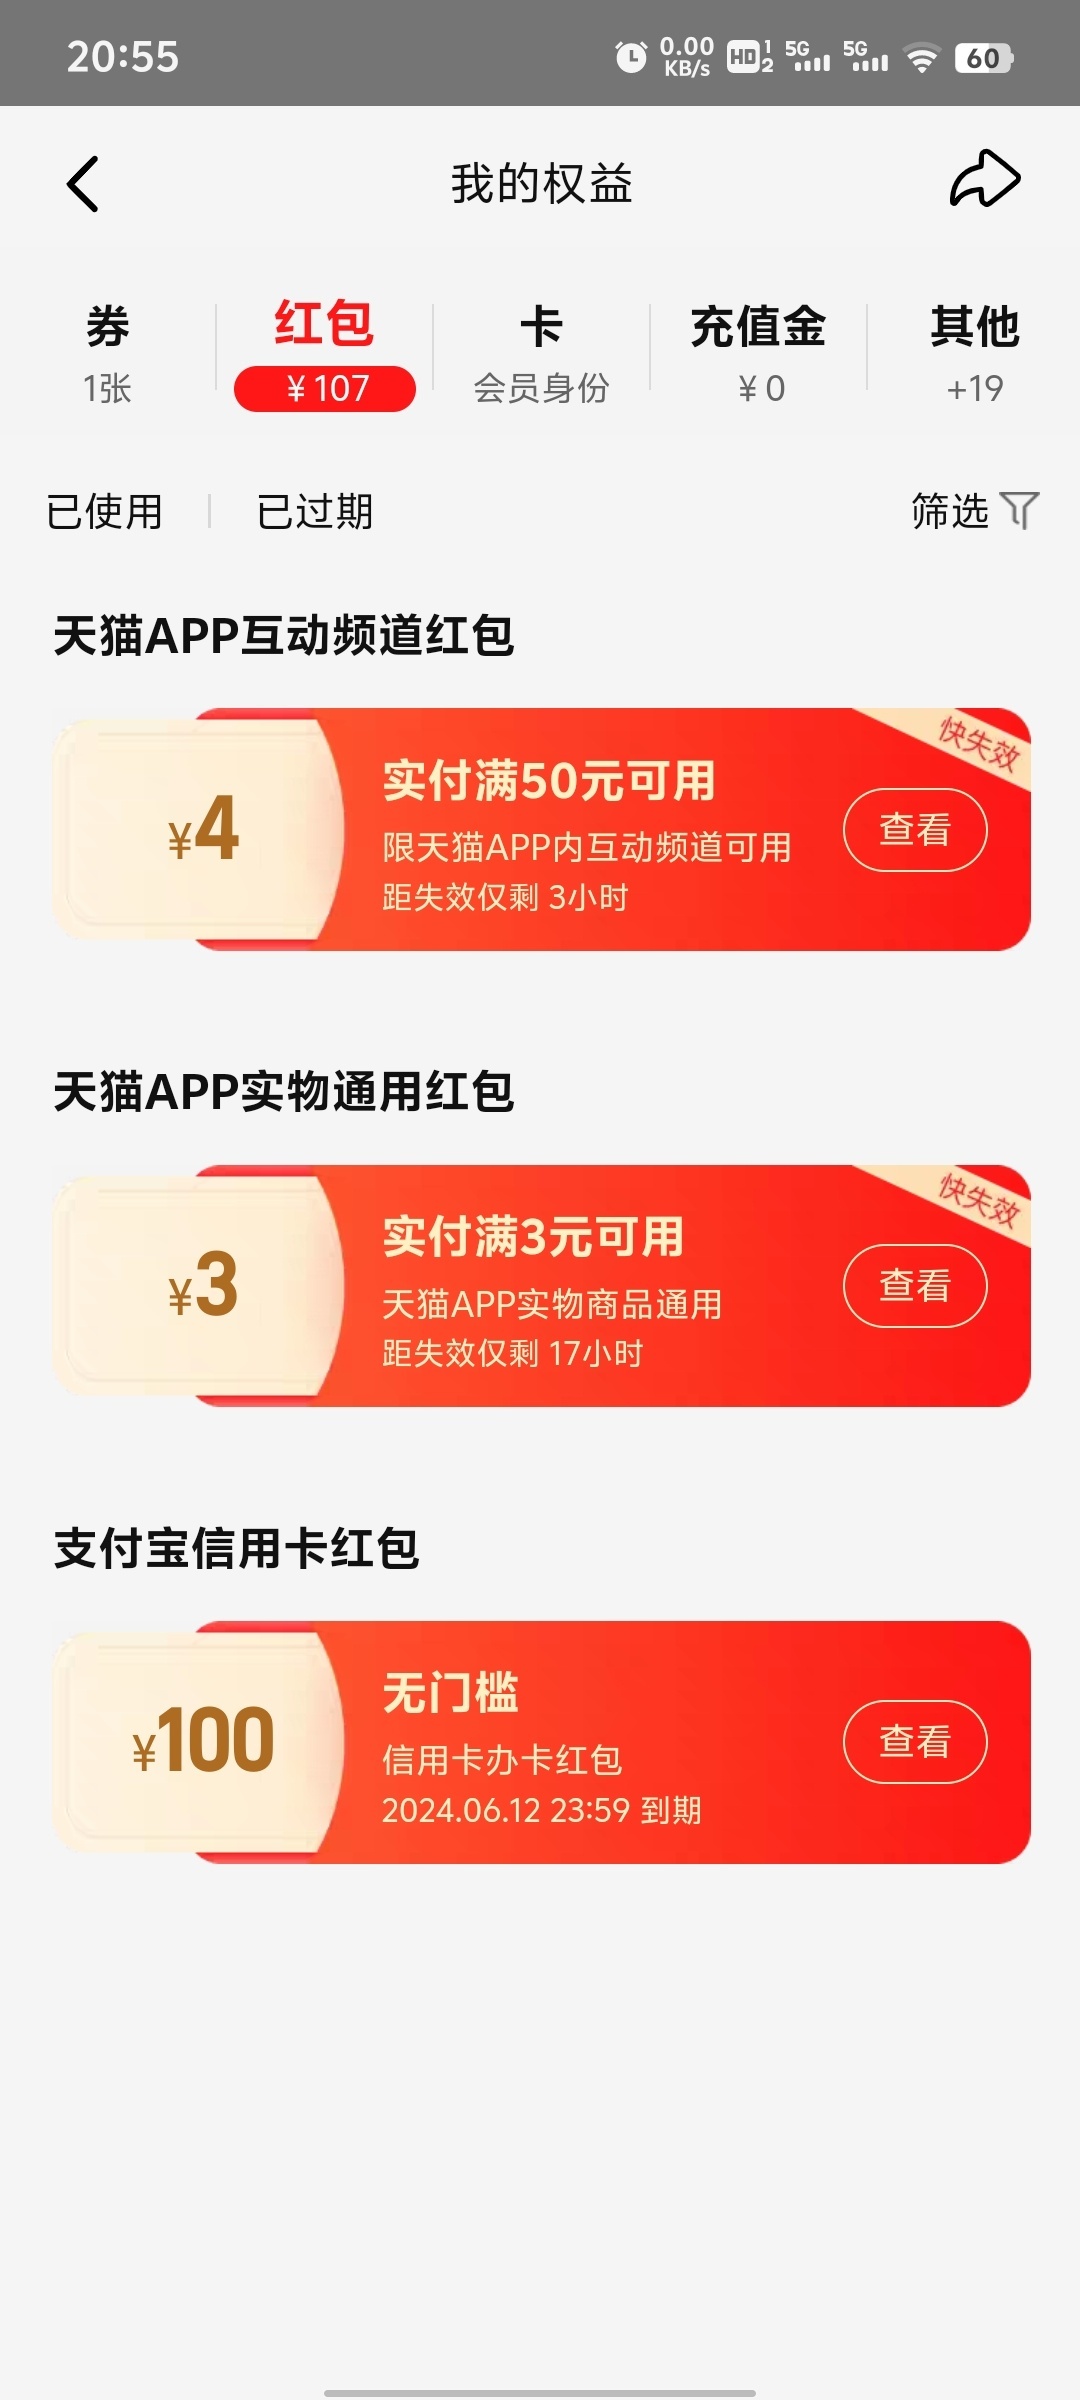 20:55
0.00 KB/s HD 1 2 5G 5G 60
我的权益
券 红包 卡 充值金 其他
1张 ¥107 会员身份 ¥0 +19
已使用 已过期 筛选
天猫APP互动频道红包
快失效
实付满50元可用
¥4 限天猫APP内互动频道可用 查看
距失效仅剩 3小时
天猫APP实物通用红包
快失效
实付满3元可用
¥3 天猫APP实物商品通用 查看
距失效仅剩 17小时
支付宝信用卡红包
无门槛
¥100 信用卡办卡红包 查看
2024.06.12 23:59 到期